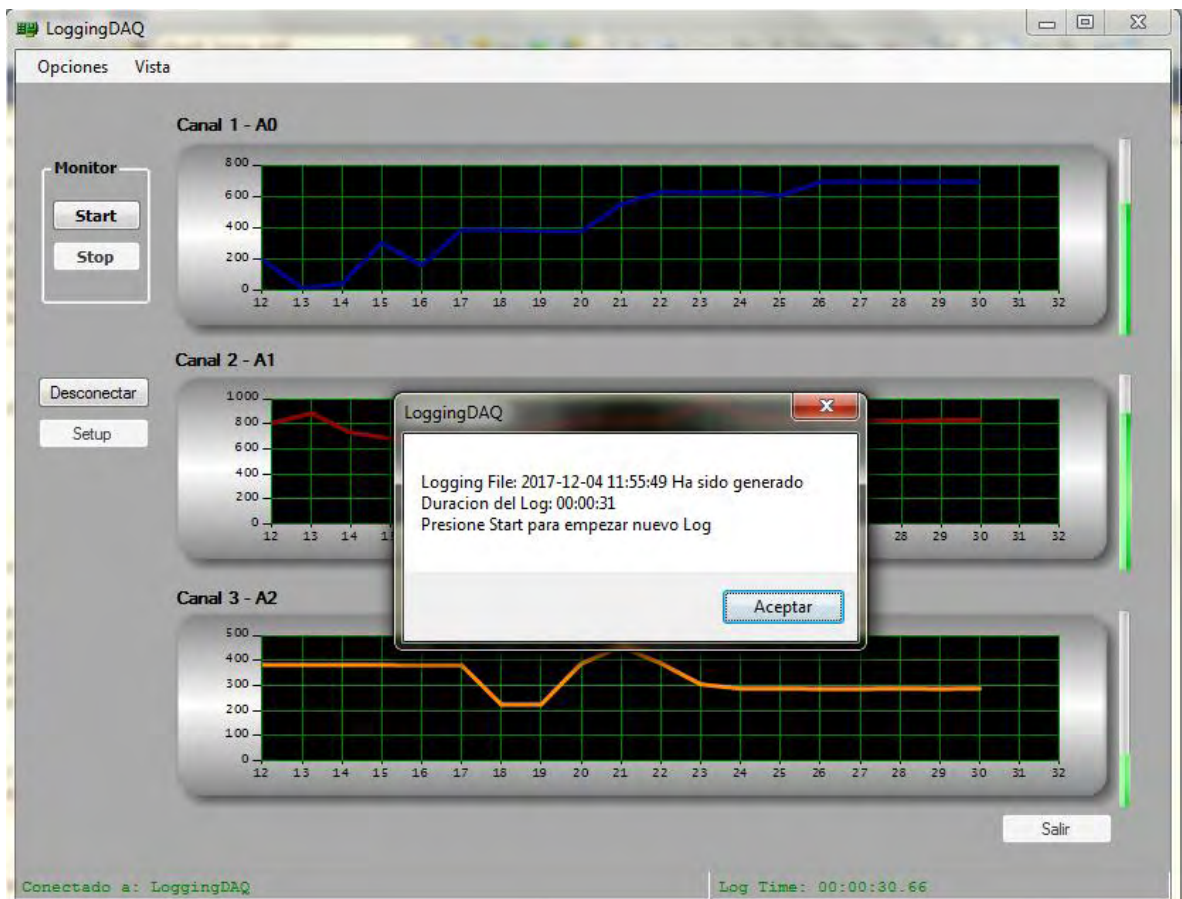 LoggingDAQ
Opciones Vista
Canal 1 - A0
Monitor
Start
Stop
800
600
400
200
0
12 13 14 15 16 17 18 19 20 21 22 23 24 25 26 27 28 29 30 31 32
Canal 2 - A1
Desconectar
Setup
1000
800
600
400
200
0
12 13 14 28 29 30 31 32
LoggingDAQ
Logging File: 2017-12-04 11:55:49 Ha sido generado
Duracion del Log: 00:00:31
Presione Start para empezar nuevo Log
Aceptar
Canal 3 - A2
500
400
300
200
100
0
12 13 14 15 16 17 18 19 20 21 22 23 24 25 26 27 28 29 30 31 32
Salir
Conectado a: LoggingDAQ
Log Time: 00:00:30.66